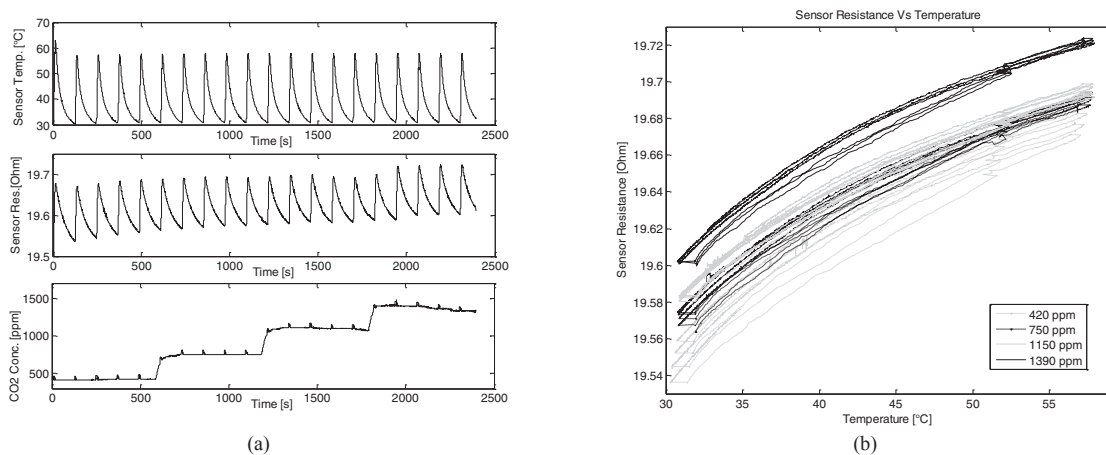 Sensor Temp. [°C]
70
60
50
40
30
0 500 1000 1500 2000 2500
Time [s]
Sensor Res.[Ohm]
19.7
19.6
19.5
0 500 1000 1500 2000 2500
Time [s]
CO2 Conc. [ppm]
1500
1000
500
0 500 1000 1500 2000 2500
Time [s]
(a)
Sensor Resistance Vs Temperature
Sensor Resistance [Ohm]
19.72
19.7
19.68
19.66
19.64
19.62
19.6
19.58
19.56
19.54
30 35 40 45 50 55
Temperature [°C]
420 ppm
750 ppm
1150 ppm
1390 ppm
(b)